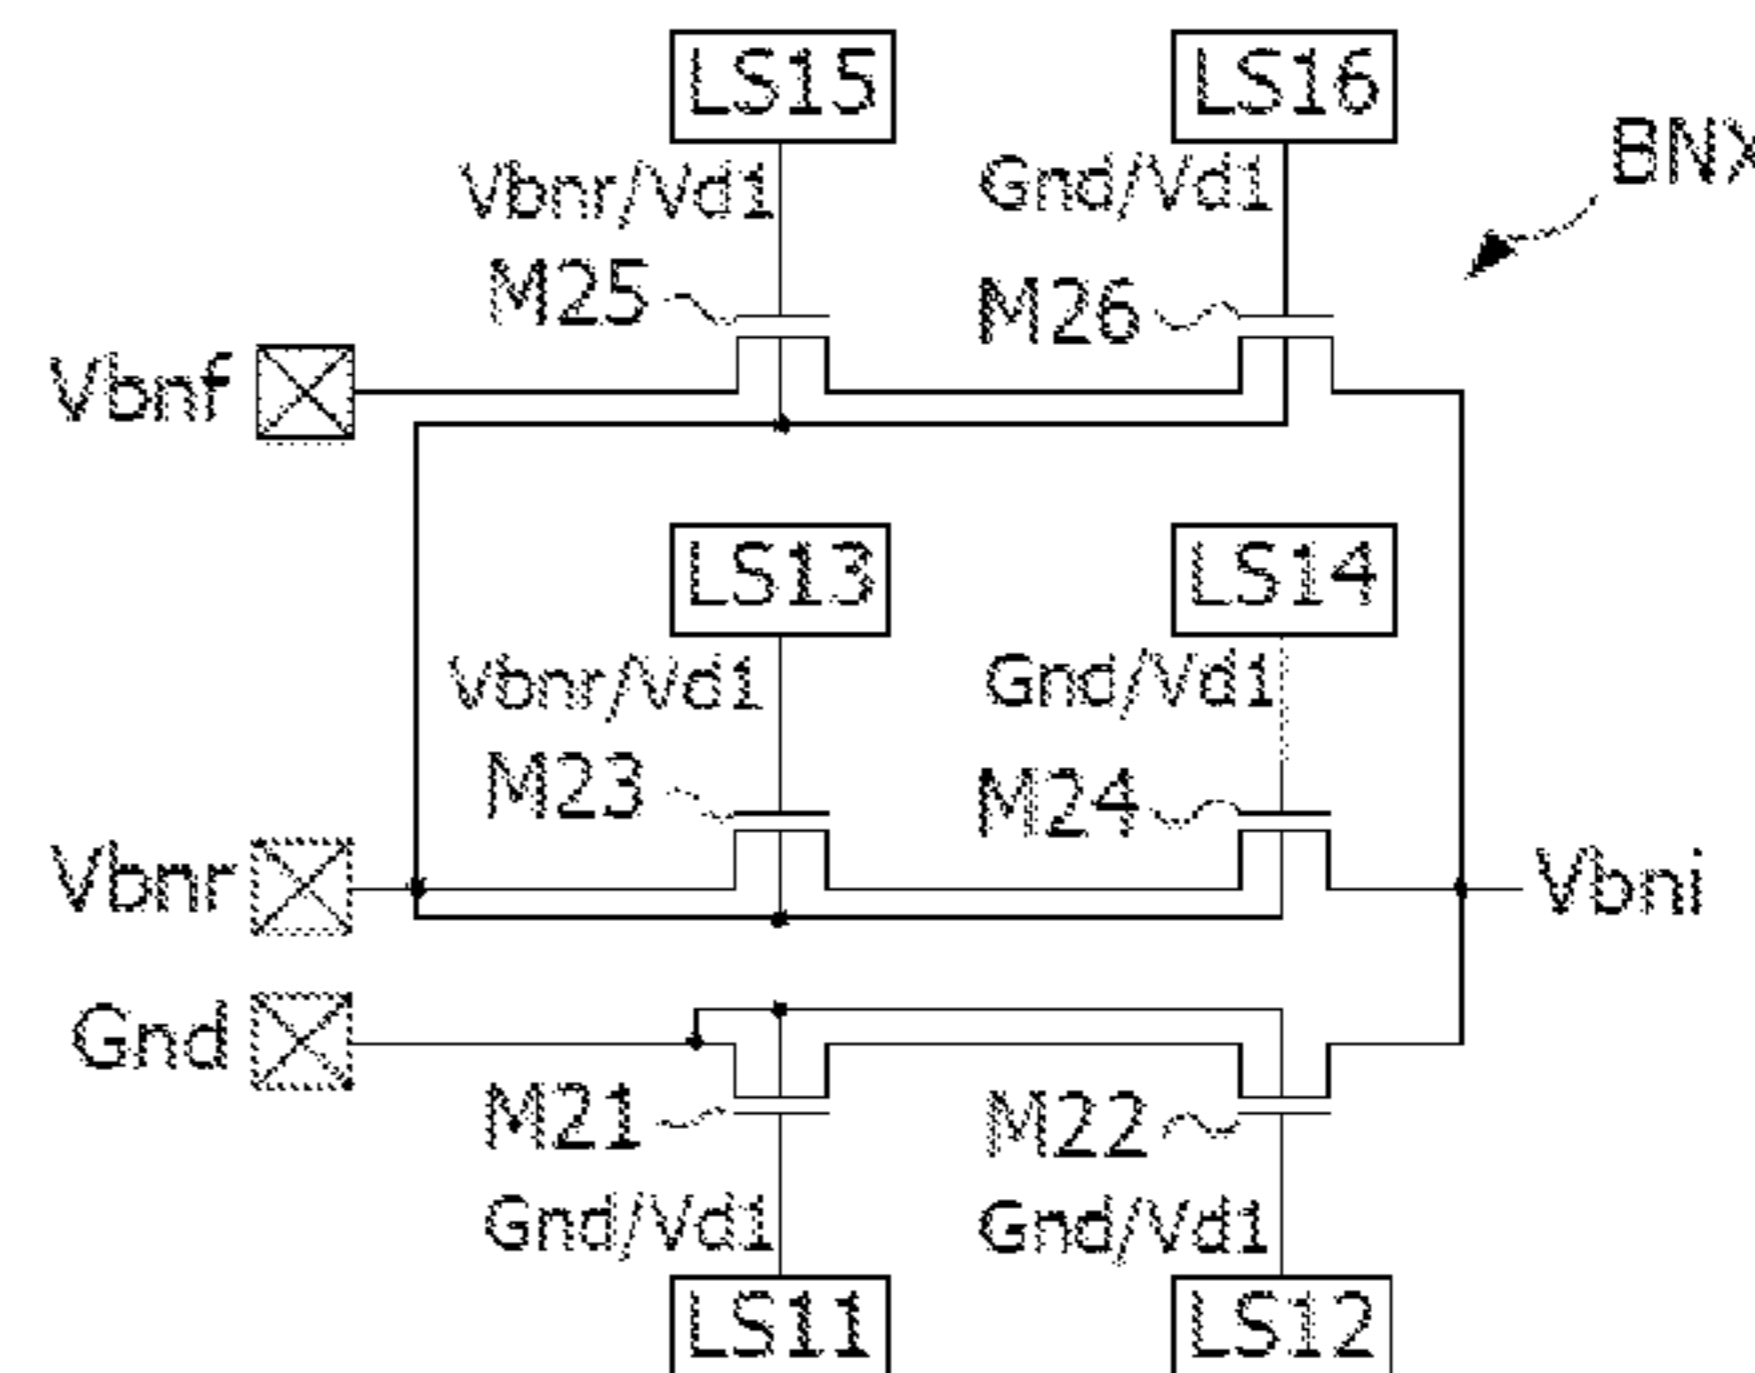 LS15 LS16
BNX
Vbnr/Vd1 Gnd/Vd1
M25 M26
Vbnf
LS13 LS14
Vbnr/Vd1 Gnd/Vd1
M23 M24
Vbnr Vbni
Gnd
M21 M22
Gnd/Vd1 Gnd/Vd1
LS11 LS12